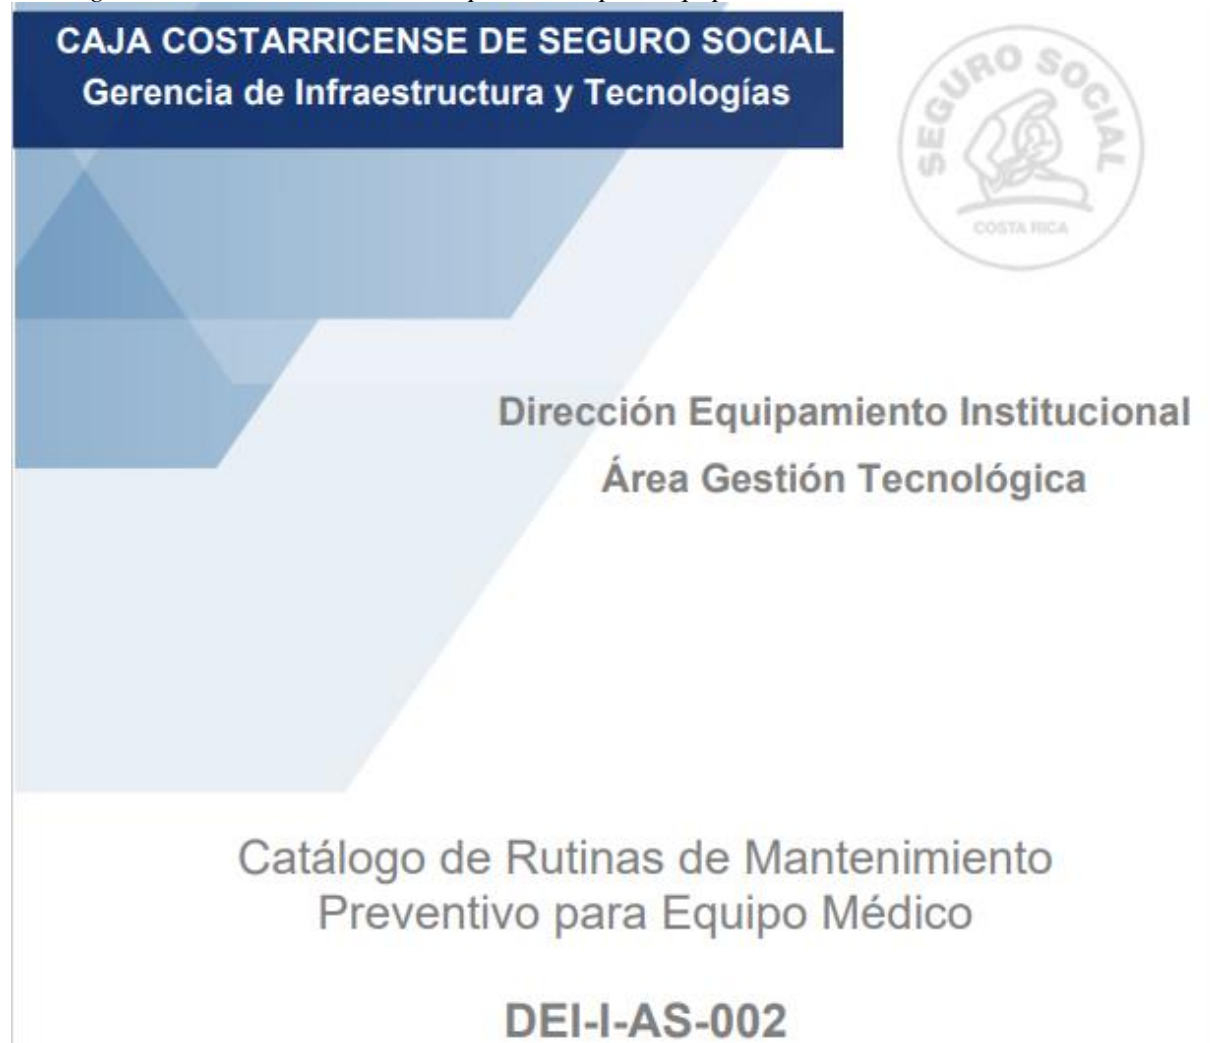 CAJA COSTARRICENSE DE SEGURO SOCIAL
Gerencia de Infraestructura y Tecnologías
SEGURO SOCIAL
COSTA RICA
Dirección Equipamiento Institucional
Área Gestión Tecnológica
Catálogo de Rutinas de Mantenimiento
Preventivo para Equipo Médico
DEI-I-AS-002